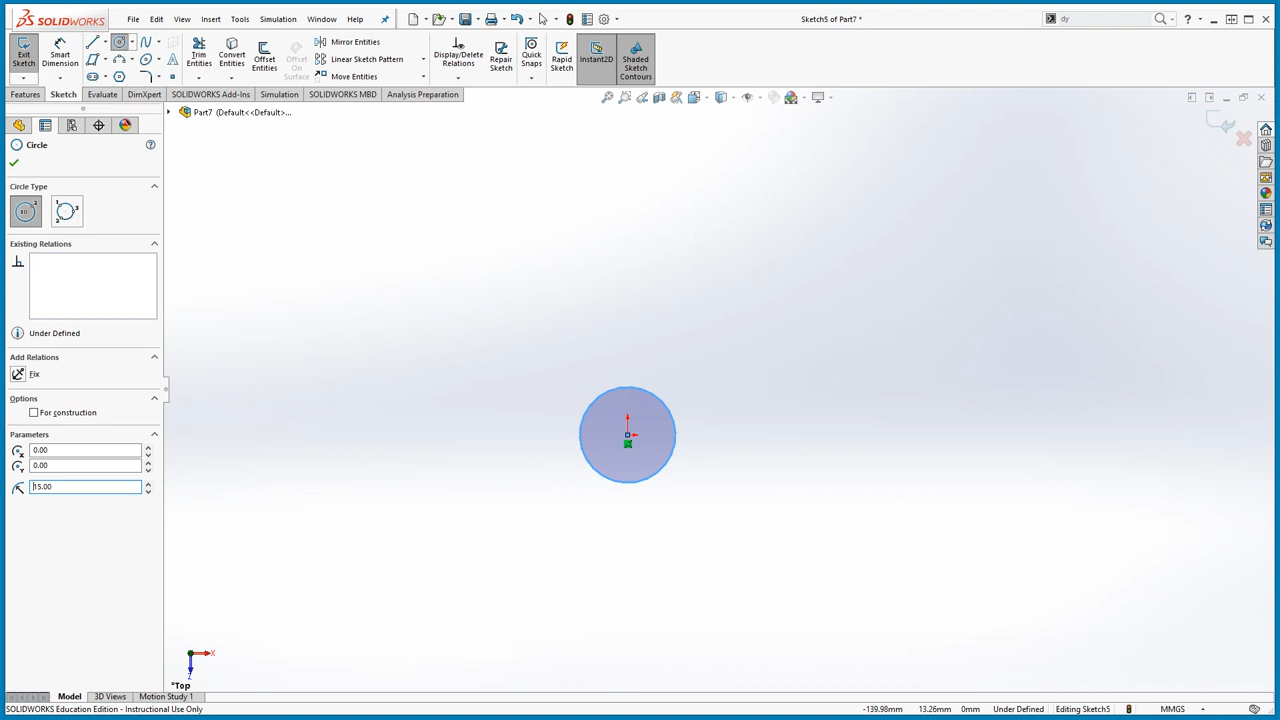 SOLIDWORKS
File Edit View Insert Tools Simulation Window Help
Sketch5 of Part7 *
dy
Exit Sketch
Smart Dimension
Trim Entities
Convert Entities
Offset Entities
Offset On Surface
Mirror Entities
Linear Sketch Pattern
Move Entities
Display/Delete Relations
Repair Sketch
Quick Snaps
Rapid Sketch
Instant2D
Shaded Sketch Contours
Features Sketch Evaluate DimXpert SOLIDWORKS Add-Ins Simulation SOLIDWORKS MBD Analysis Preparation
Part7 (Default<<Default>...
Circle
Circle Type
Existing Relations
Under Defined
Add Relations
Fix
Options
For construction
Parameters
0.00
0.00
15.00
X
Z
*Top
Model 3D Views Motion Study 1
SOLIDWORKS Education Edition - Instructional Use Only
-139.98mm 13.26mm 0mm Under Defined Editing Sketch5 MMGS